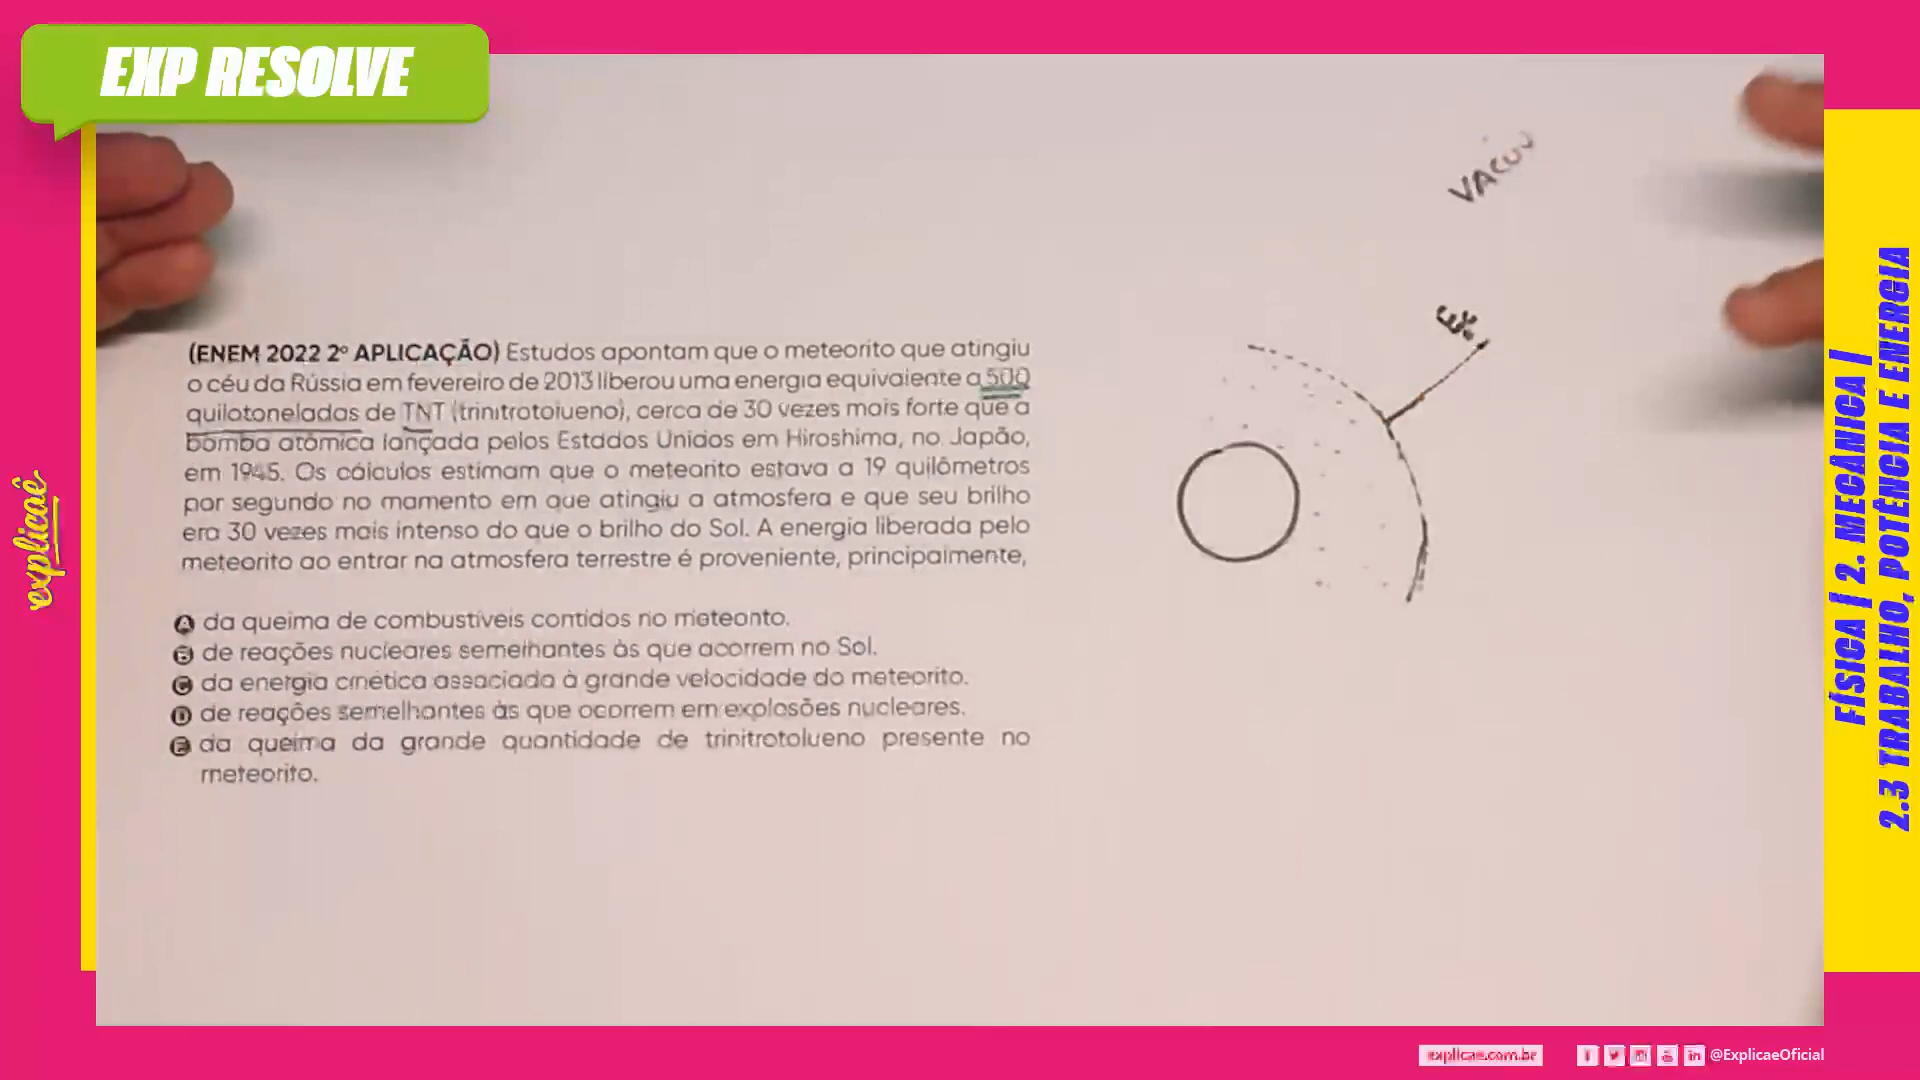 EXP RESOLVE
VACUO
(ENEM 2022 2º APLICAÇÃO) Estudos apontam que o meteorito que atingiu
o céu da Rússia em fevereiro de 2013 liberou uma energia equivalente a 500
quilotoneladas de TNT (trinitrotolueno), cerca de 30 vezes mais forte que a
bomba atômica lançada pelos Estados Unidos em Hiroshima, no Japão,
em 1945. Os cálculos estimam que o meteorito estava a 19 quilômetros
por segundo no momento em que atingiu a atmosfera e que seu brilho
era 30 vezes mais intenso do que o brilho do Sol. A energia liberada pelo
meteorito ao entrar na atmosfera terrestre é proveniente, principalmente,
A da queima de combustíveis contidos no meteorito.
B de reações nucleares semelhantes às que acorrem no Sol.
C da energia cinética associada à grande velocidade do meteorito.
D de reações semelhantes às que ocorrem em explosões nucleares.
E da queima da grande quantidade de trinitrotolueno presente no
meteorito.
explicaê
FÍSICA | 2. MECÂNICA |
2.3 TRABALHO, POTÊNCIA E ENERGIA
explicae.com.br
@ExplicaeOficial